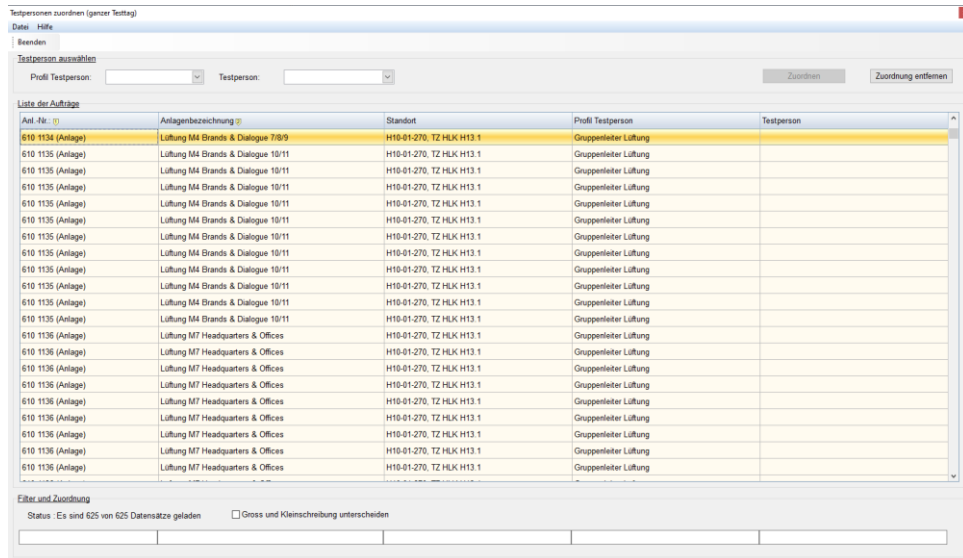 Testpersonen zuordnen (ganzer Testtag)
Datei Hilfe
Beenden
Testperson auswählen
Profil Testperson: Testperson: Zuordnen Zuordnung entfernen
Liste der Aufträge
Anl.-Nr.: Anlagenbezeichnung Standort Profil Testperson Testperson
610 1134 (Anlage) Lüftung M4 Brands & Dialogue 7/8/9 H10-01-270, TZ HLK H13.1 Gruppenleiter Lüftung
610 1135 (Anlage) Lüftung M4 Brands & Dialogue 10/11 H10-01-270, TZ HLK H13.1 Gruppenleiter Lüftung
610 1135 (Anlage) Lüftung M4 Brands & Dialogue 10/11 H10-01-270, TZ HLK H13.1 Gruppenleiter Lüftung
610 1135 (Anlage) Lüftung M4 Brands & Dialogue 10/11 H10-01-270, TZ HLK H13.1 Gruppenleiter Lüftung
610 1135 (Anlage) Lüftung M4 Brands & Dialogue 10/11 H10-01-270, TZ HLK H13.1 Gruppenleiter Lüftung
610 1135 (Anlage) Lüftung M4 Brands & Dialogue 10/11 H10-01-270, TZ HLK H13.1 Gruppenleiter Lüftung
610 1135 (Anlage) Lüftung M4 Brands & Dialogue 10/11 H10-01-270, TZ HLK H13.1 Gruppenleiter Lüftung
610 1135 (Anlage) Lüftung M4 Brands & Dialogue 10/11 H10-01-270, TZ HLK H13.1 Gruppenleiter Lüftung
610 1135 (Anlage) Lüftung M4 Brands & Dialogue 10/11 H10-01-270, TZ HLK H13.1 Gruppenleiter Lüftung
610 1135 (Anlage) Lüftung M4 Brands & Dialogue 10/11 H10-01-270, TZ HLK H13.1 Gruppenleiter Lüftung
610 1135 (Anlage) Lüftung M4 Brands & Dialogue 10/11 H10-01-270, TZ HLK H13.1 Gruppenleiter Lüftung
610 1135 (Anlage) Lüftung M4 Brands & Dialogue 10/11 H10-01-270, TZ HLK H13.1 Gruppenleiter Lüftung
610 1136 (Anlage) Lüftung M7 Headquarters & Offices H10-01-270, TZ HLK H13.1 Gruppenleiter Lüftung
610 1136 (Anlage) Lüftung M7 Headquarters & Offices H10-01-270, TZ HLK H13.1 Gruppenleiter Lüftung
610 1136 (Anlage) Lüftung M7 Headquarters & Offices H10-01-270, TZ HLK H13.1 Gruppenleiter Lüftung
610 1136 (Anlage) Lüftung M7 Headquarters & Offices H10-01-270, TZ HLK H13.1 Gruppenleiter Lüftung
610 1136 (Anlage) Lüftung M7 Headquarters & Offices H10-01-270, TZ HLK H13.1 Gruppenleiter Lüftung
610 1136 (Anlage) Lüftung M7 Headquarters & Offices H10-01-270, TZ HLK H13.1 Gruppenleiter Lüftung
610 1136 (Anlage) Lüftung M7 Headquarters & Offices H10-01-270, TZ HLK H13.1 Gruppenleiter Lüftung
610 1136 (Anlage) Lüftung M7 Headquarters & Offices H10-01-270, TZ HLK H13.1 Gruppenleiter Lüftung
610 1136 (Anlage) Lüftung M7 Headquarters & Offices H10-01-270, TZ HLK H13.1 Gruppenleiter Lüftung
Filter und Zuordnung
Status : Es sind 625 von 625 Datensätze geladen Gross und Kleinschreibung unterscheiden